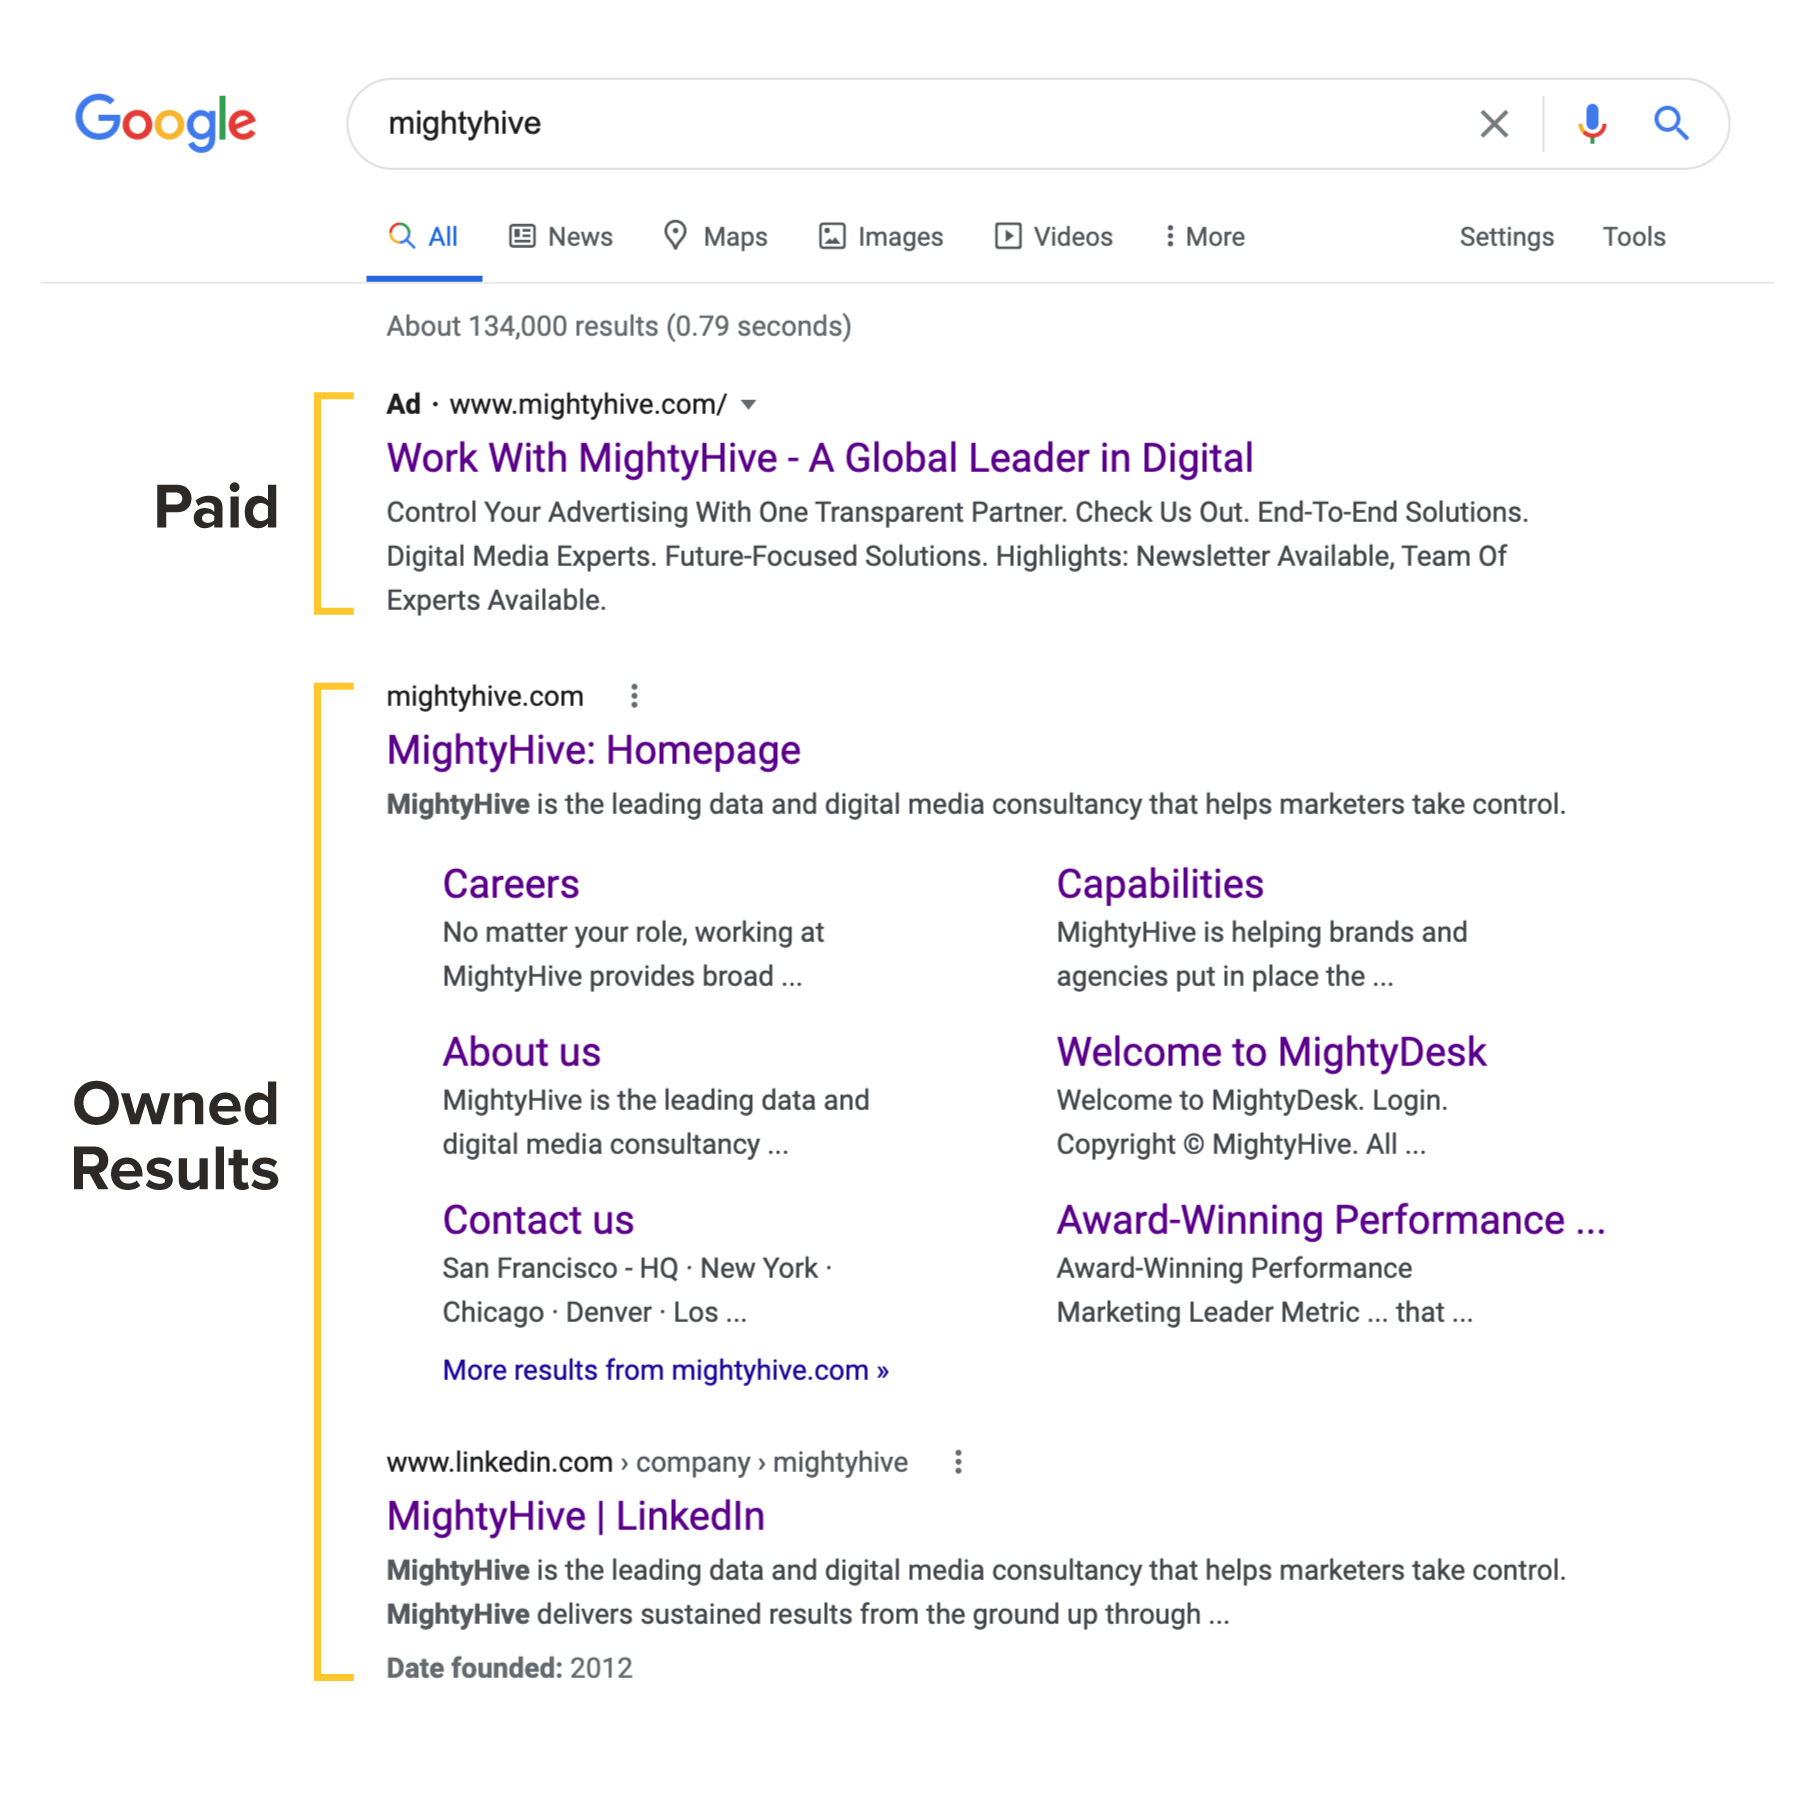 Google
mightyhive
All News Maps Images Videos More Settings Tools
About 134,000 results (0.79 seconds)
Paid
Ad · www.mightyhive.com/
Work With MightyHive - A Global Leader in Digital
Control Your Advertising With One Transparent Partner. Check Us Out. End-To-End Solutions.
Digital Media Experts. Future-Focused Solutions. Highlights: Newsletter Available, Team Of
Experts Available.
Owned
Results
mightyhive.com
MightyHive: Homepage
MightyHive is the leading data and digital media consultancy that helps marketers take control.
Careers
No matter your role, working at
MightyHive provides broad ...
Capabilities
MightyHive is helping brands and
agencies put in place the ...
About us
MightyHive is the leading data and
digital media consultancy ...
Welcome to MightyDesk
Welcome to MightyDesk. Login.
Copyright © MightyHive. All ...
Contact us
San Francisco - HQ · New York ·
Chicago · Denver · Los ...
Award-Winning Performance ...
Award-Winning Performance
Marketing Leader Metric ... that ...
More results from mightyhive.com »
www.linkedin.com › company › mightyhive
MightyHive | LinkedIn
MightyHive is the leading data and digital media consultancy that helps marketers take control.
MightyHive delivers sustained results from the ground up through ...
Date founded: 2012